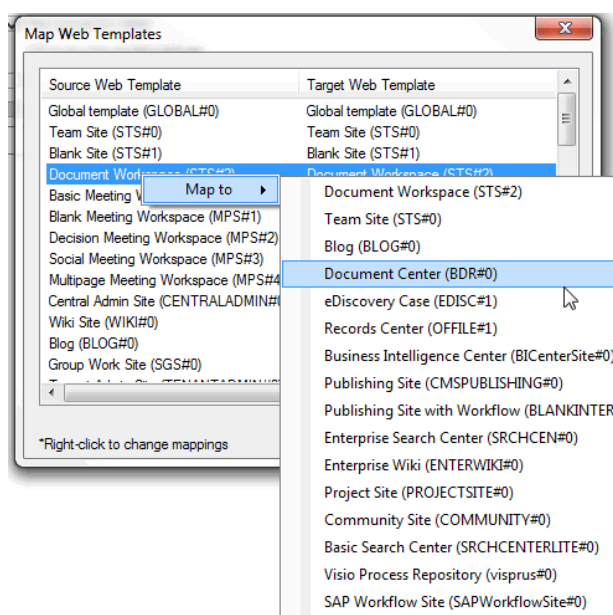 Map Web Templates
Source Web Template Target Web Template
Global template (GLOBAL#0) Global template (GLOBAL#0)
Team Site (STS#0) Team Site (STS#0)
Blank Site (STS#1) Blank Site (STS#1)
Document Workspace (STS#2) Document Workspace (STS#2)
Basic Meeting
Blank Meeting Workspace (MPS#1)
Decision Meeting Workspace (MPS#2)
Social Meeting Workspace (MPS#3)
Multipage Meeting Workspace (MPS#4
Central Admin Site (CENTRALADMIN#
Wiki Site (WIKI#0)
Blog (BLOG#0)
Group Work Site (SGS#0)
*Right-click to change mappings
Map to
Document Workspace (STS#2)
Team Site (STS#0)
Blog (BLOG#0)
Document Center (BDR#0)
eDiscovery Case (EDISC#1)
Records Center (OFFILE#1)
Business Intelligence Center (BICenterSite#0)
Publishing Site (CMSPUBLISHING#0)
Publishing Site with Workflow (BLANKINTER
Enterprise Search Center (SRCHCEN#0)
Enterprise Wiki (ENTERWIKI#0)
Project Site (PROJECTSITE#0)
Community Site (COMMUNITY#0)
Basic Search Center (SRCHCENTERLITE#0)
Visio Process Repository (visprus#0)
SAP Workflow Site (SAPWorkflowSite#0)